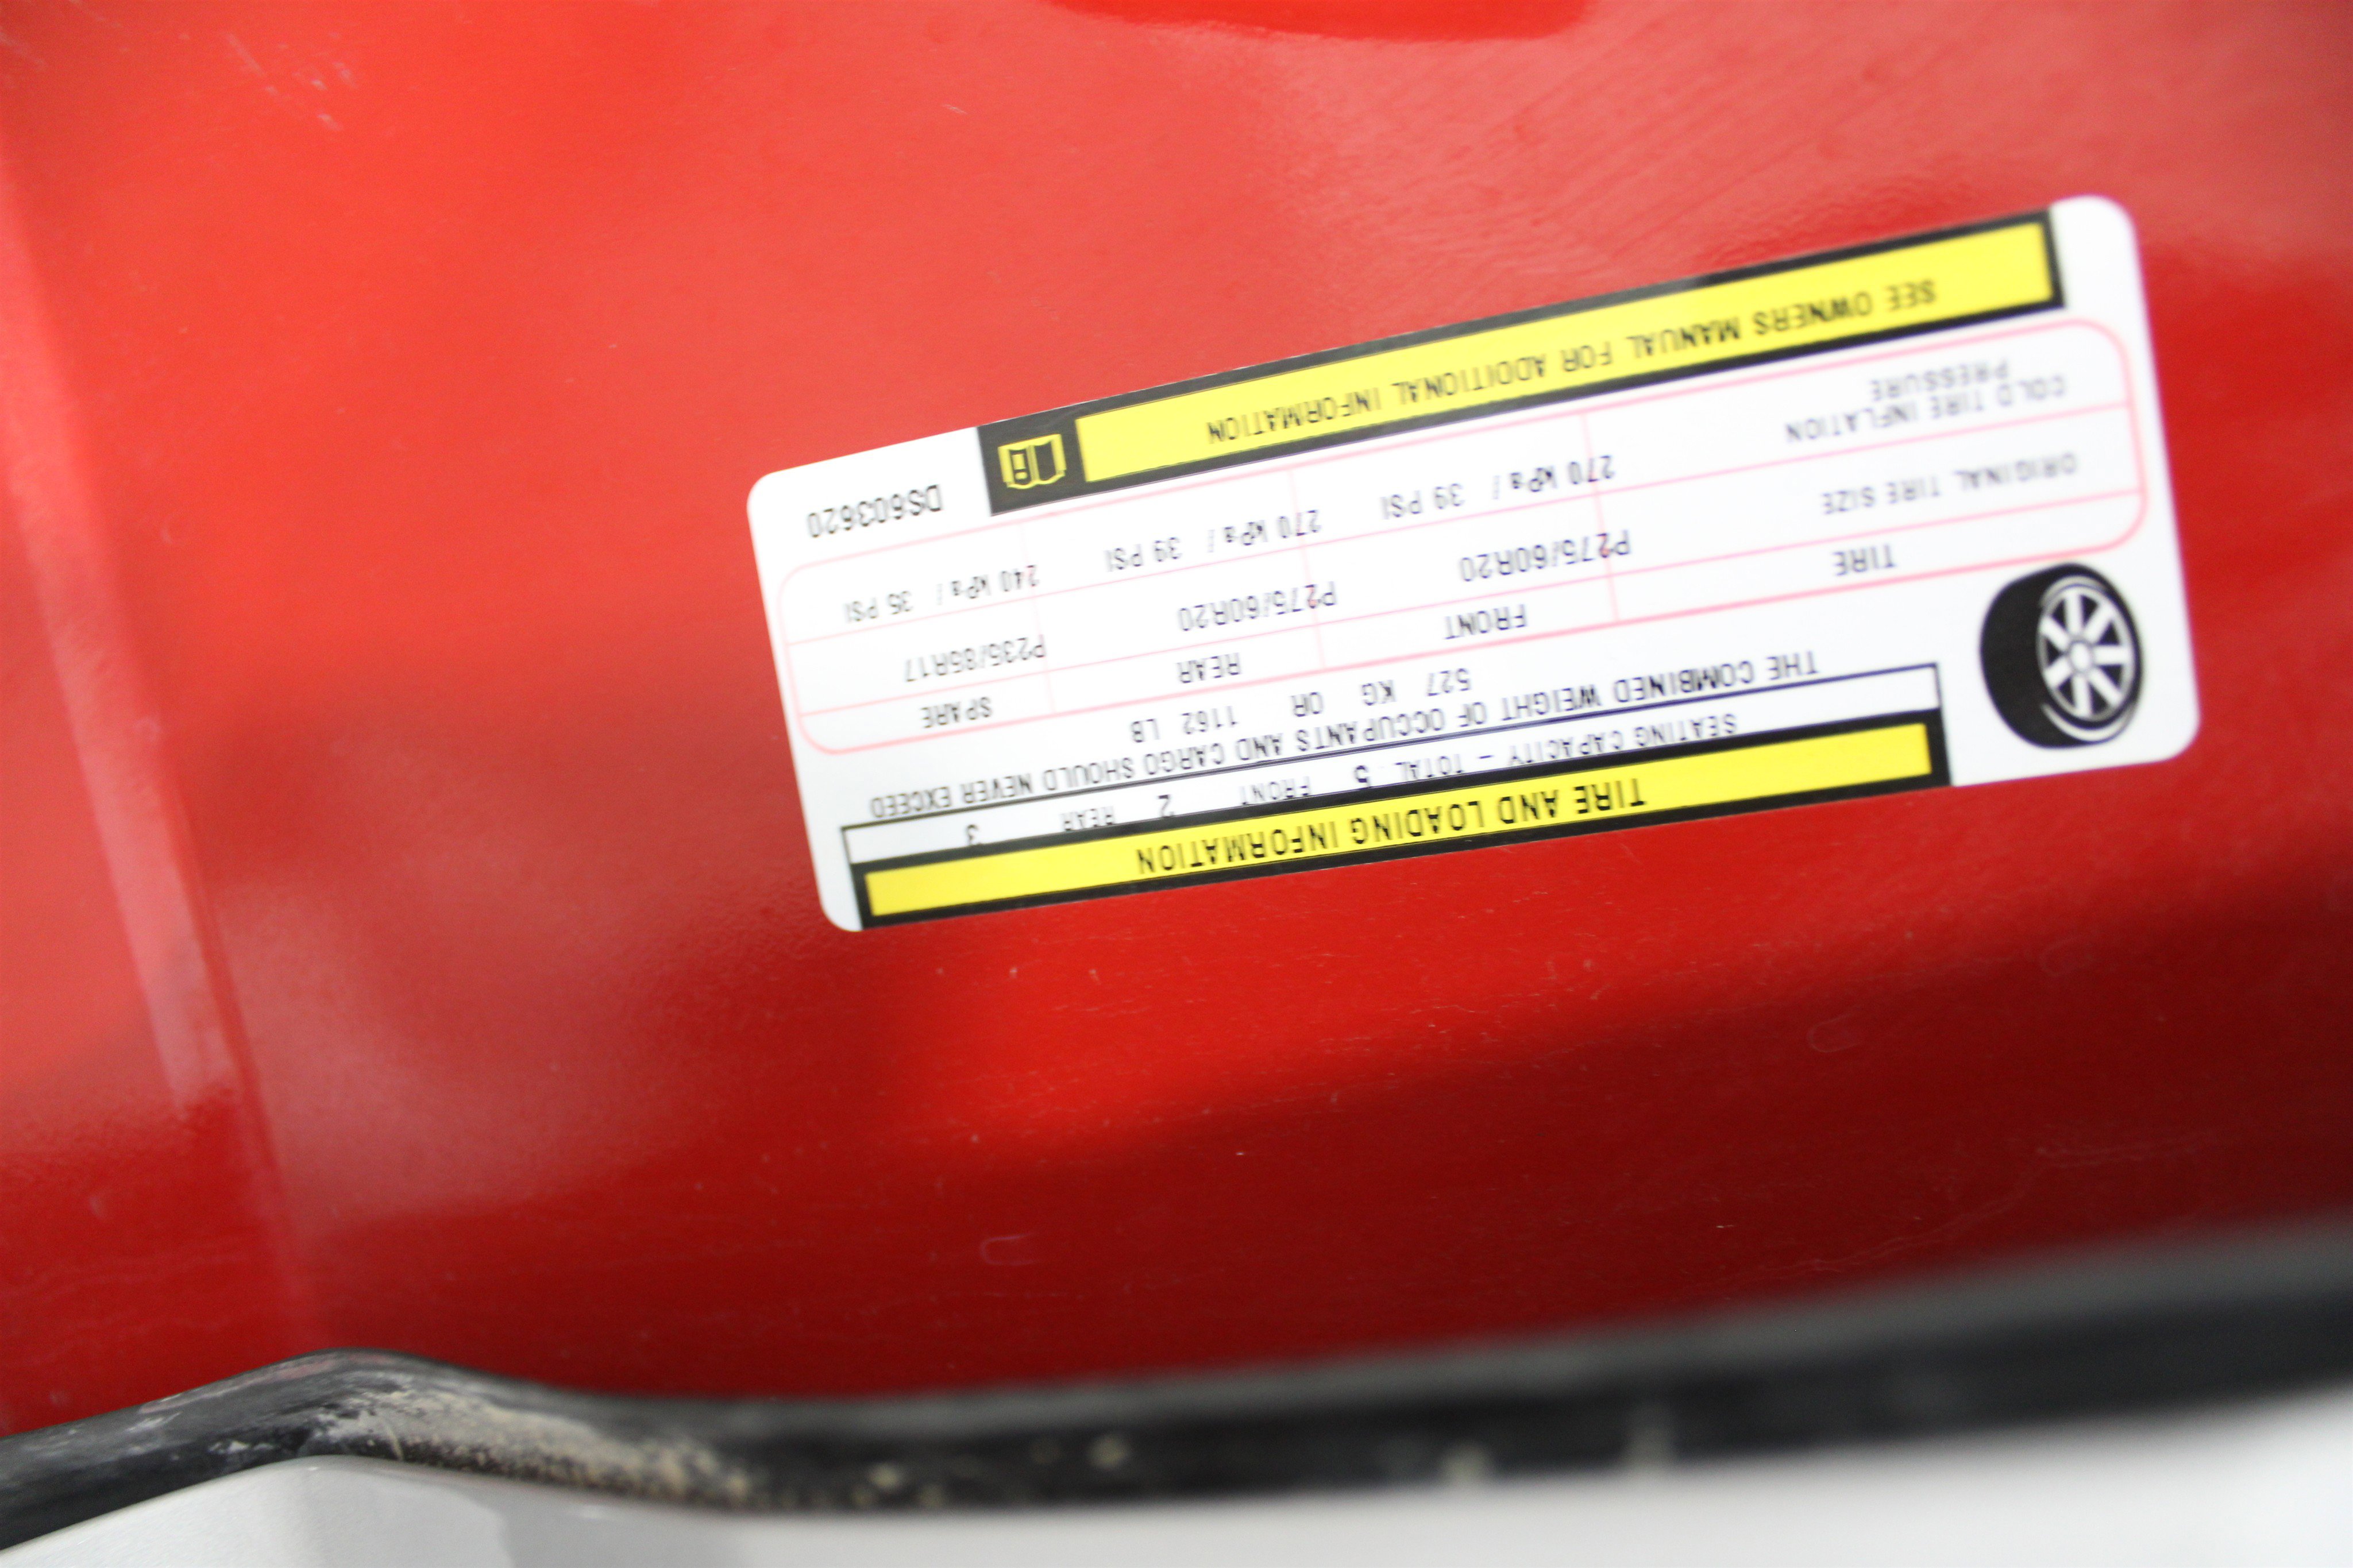 TIRE AND LOADING INFORMATION
SEATING CAPACITY – TOTAL : 5 FRONT 2 REAR 3
THE COMBINED WEIGHT OF OCCUPANTS AND CARGO SHOULD NEVER EXCEED
527 KG OR 1162 LB
TIRE FRONT REAR SPARE
ORIGINAL TIRE SIZE P275/60R20 P275/60R20 P235/85R17
COLD TIRE INFLATION
PRESSURE 270 kPa / 39 PSI 270 kPa / 39 PSI 240 kPa / 35 PSI
SEE OWNERS MANUAL FOR ADDITIONAL INFORMATION
DS603620